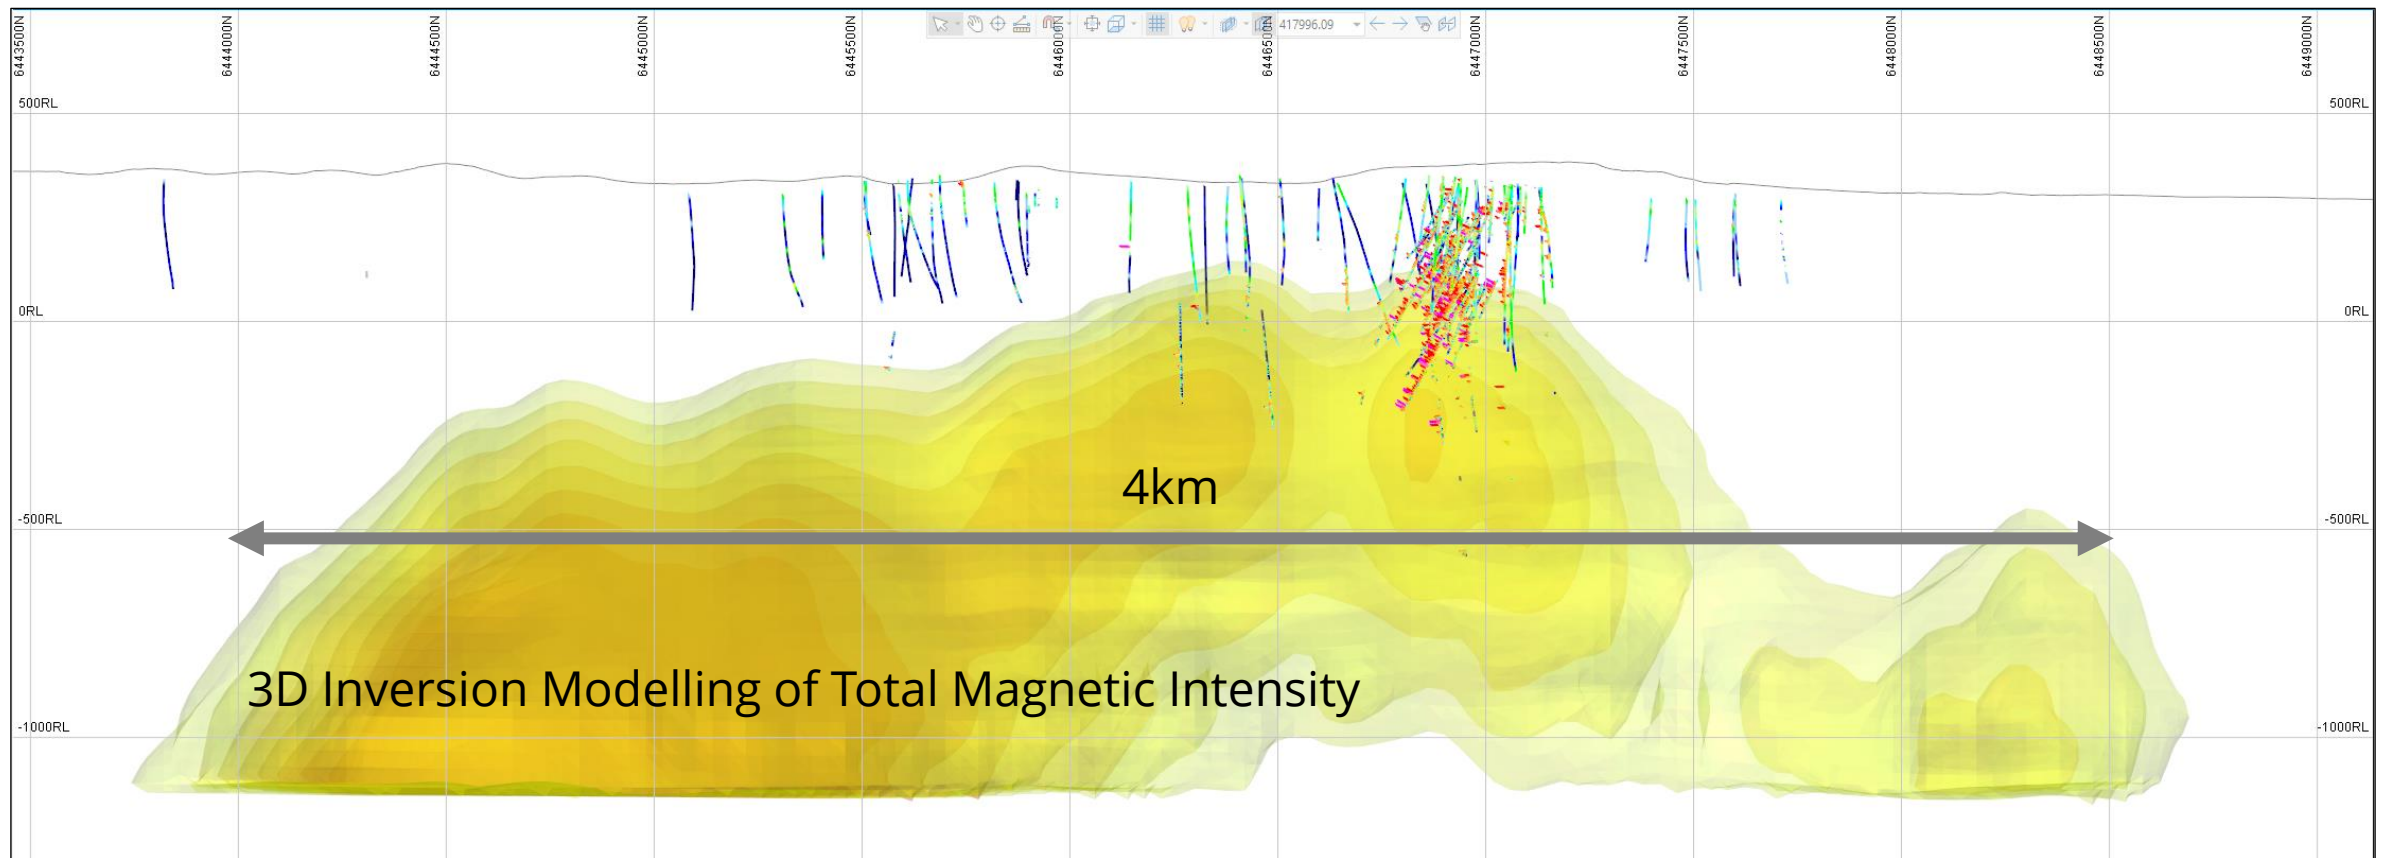 6443500N
6444000N
6444500N
6445000N
6445500N
6446000N
6446500N
417996.09
6447000N
6447500N
6448000N
6448500N
6449000N
500RL
500RL
0RL
0RL
4km
-500RL
-500RL
3D Inversion Modelling of Total Magnetic Intensity
-1000RL
-1000RL